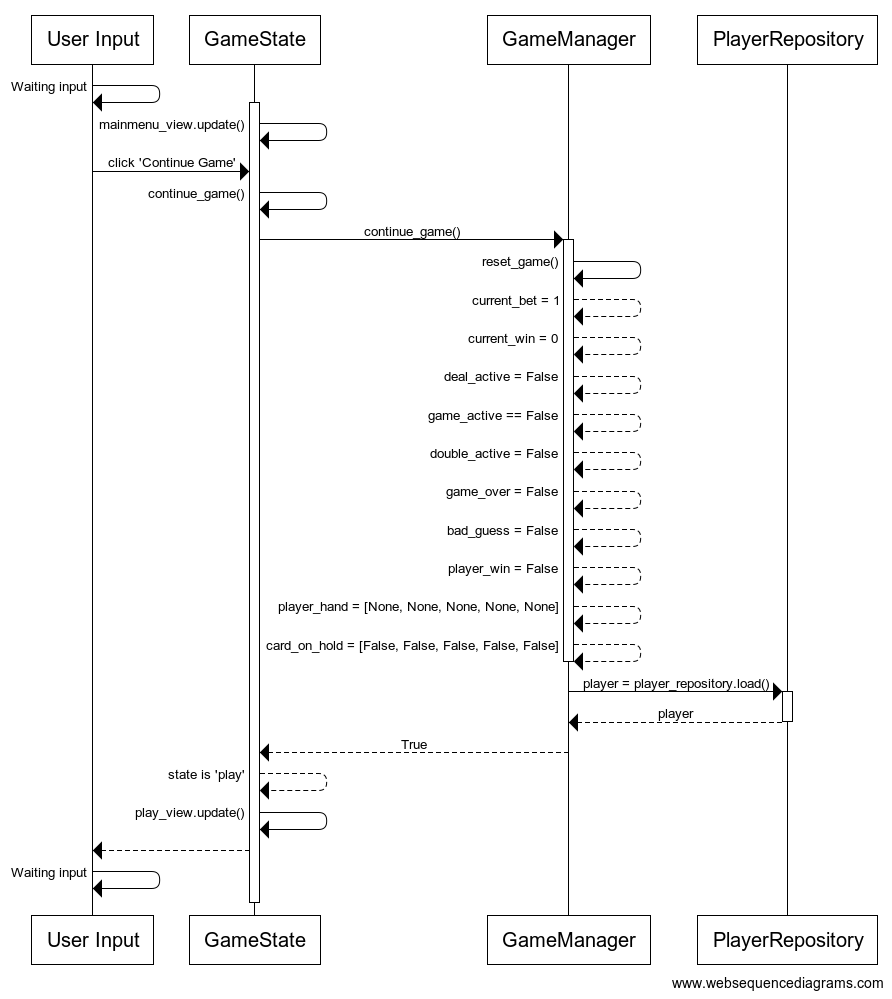 User Input
GameState
GameManager
PlayerRepository
Waiting input
mainmenu_view.update()
click 'Continue Game'
continue_game()
continue_game()
reset_game()
current_bet = 1
current_win = 0
deal_active = False
game_active == False
double_active = False
game_over = False
bad_guess = False
player_win = False
player_hand = [None, None, None, None, None]
card_on_hold = [False, False, False, False, False]
player = player_repository.load()
player
True
state is 'play'
play_view.update()
Waiting input
User Input
GameState
GameManager
PlayerRepository
www.websequencediagrams.com